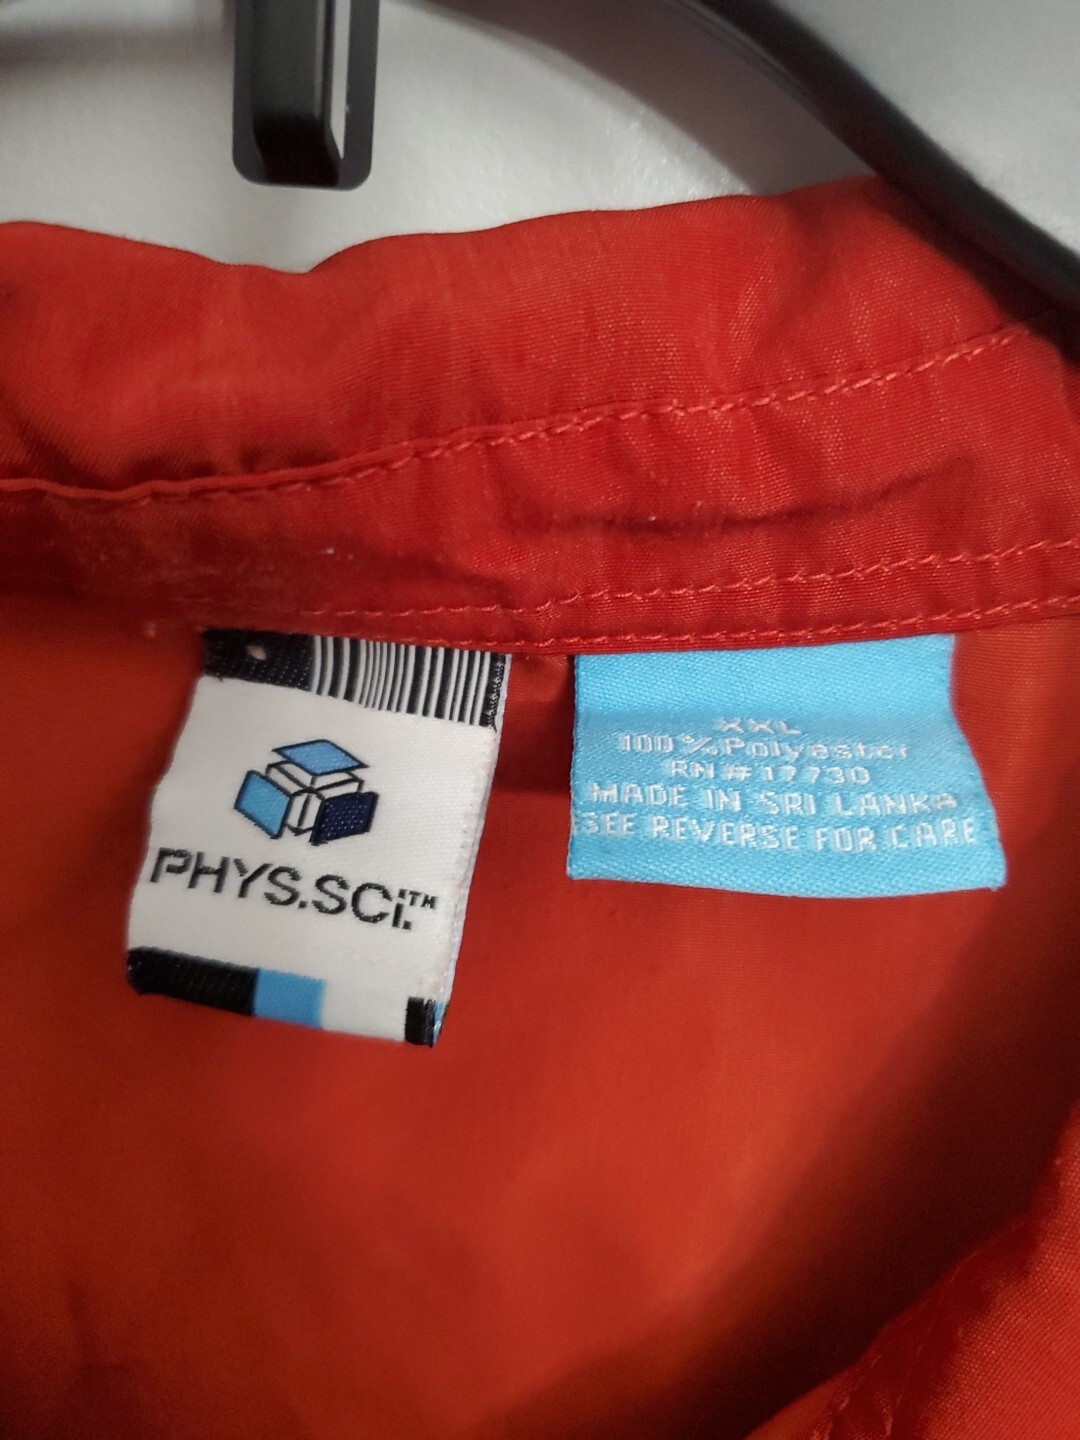 PHYS.SCi.™
XXL
100%Polyester
RN#17730
MADE IN SRI LANKA
SEE REVERSE FOR CARE